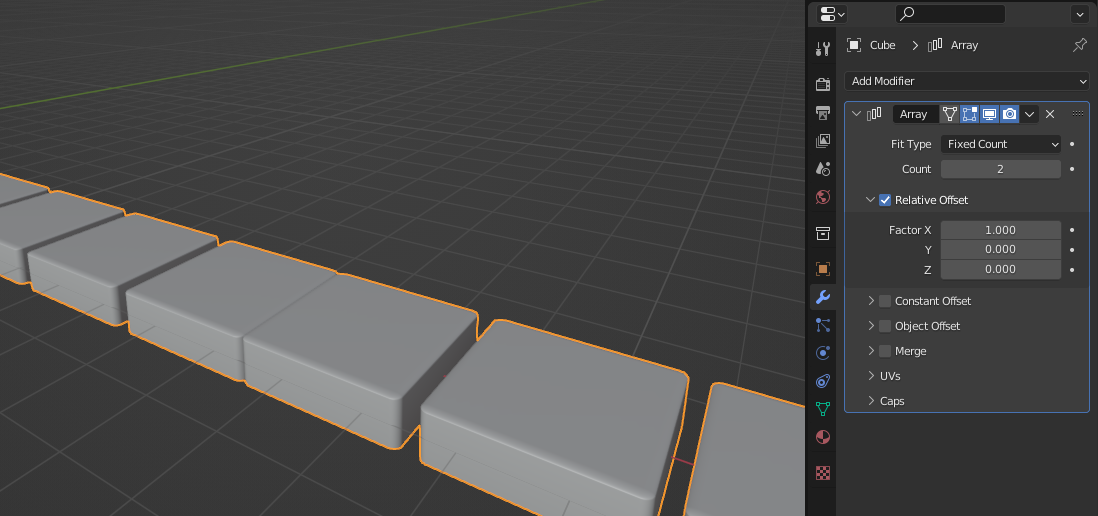 Cube > Array
Add Modifier
Array
Fit Type Fixed Count
Count 2
Relative Offset
Factor X 1.000
Y 0.000
Z 0.000
Constant Offset
Object Offset
Merge
UVs
Caps